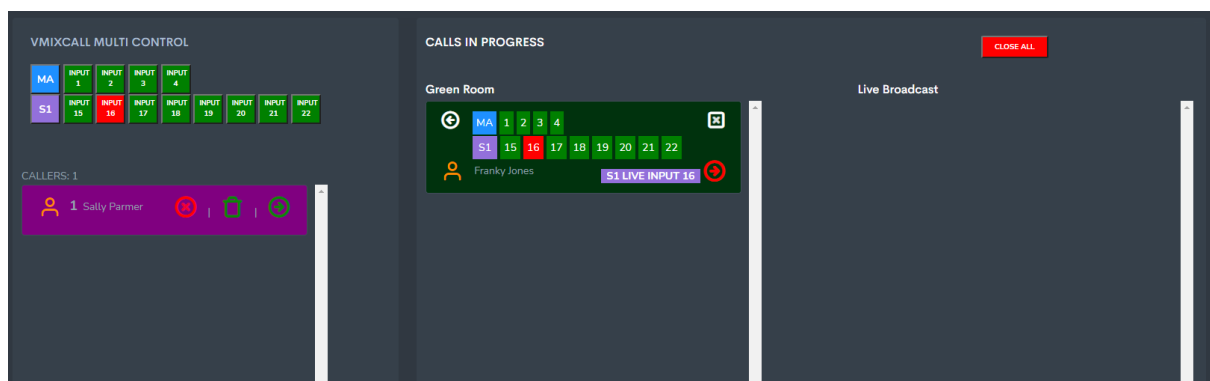 VMIXCALL MULTI CONTROL
MA INPUT 1 INPUT 2 INPUT 3 INPUT 4
S1 INPUT 15 INPUT 16 INPUT 17 INPUT 18 INPUT 19 INPUT 20 INPUT 21 INPUT 22
CALLERS: 1
1 Sally Parmer | |
CALLS IN PROGRESS
CLOSE ALL
Green Room
MA 1 2 3 4
S1 15 16 17 18 19 20 21 22
Franky Jones
S1 LIVE INPUT 16
Live Broadcast